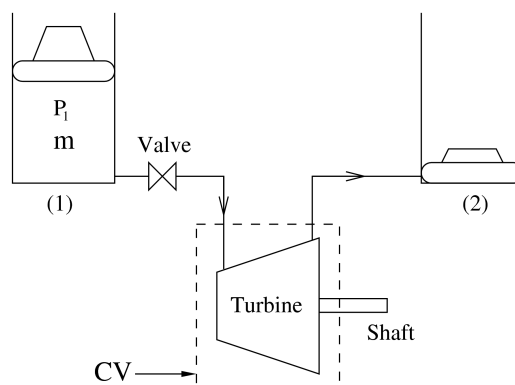 P1
m
Valve
(1)
(2)
Turbine
Shaft
CV